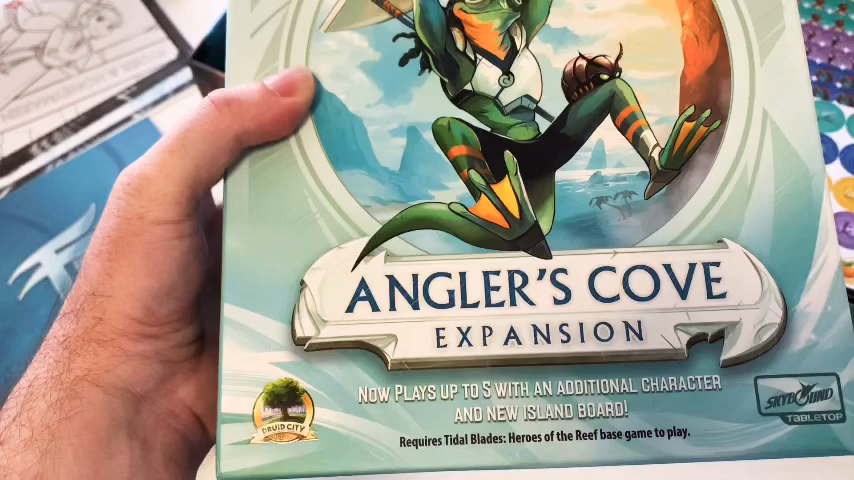 ANGLER'S COVE
EXPANSION
NOW PLAYS UP TO 5 WITH AN ADDITIONAL CHARACTER
AND NEW ISLAND BOARD!
Requires Tidal Blades: Heroes of the Reef base game to play.
DRUID CITY
SKYBOUND
TABLETOP